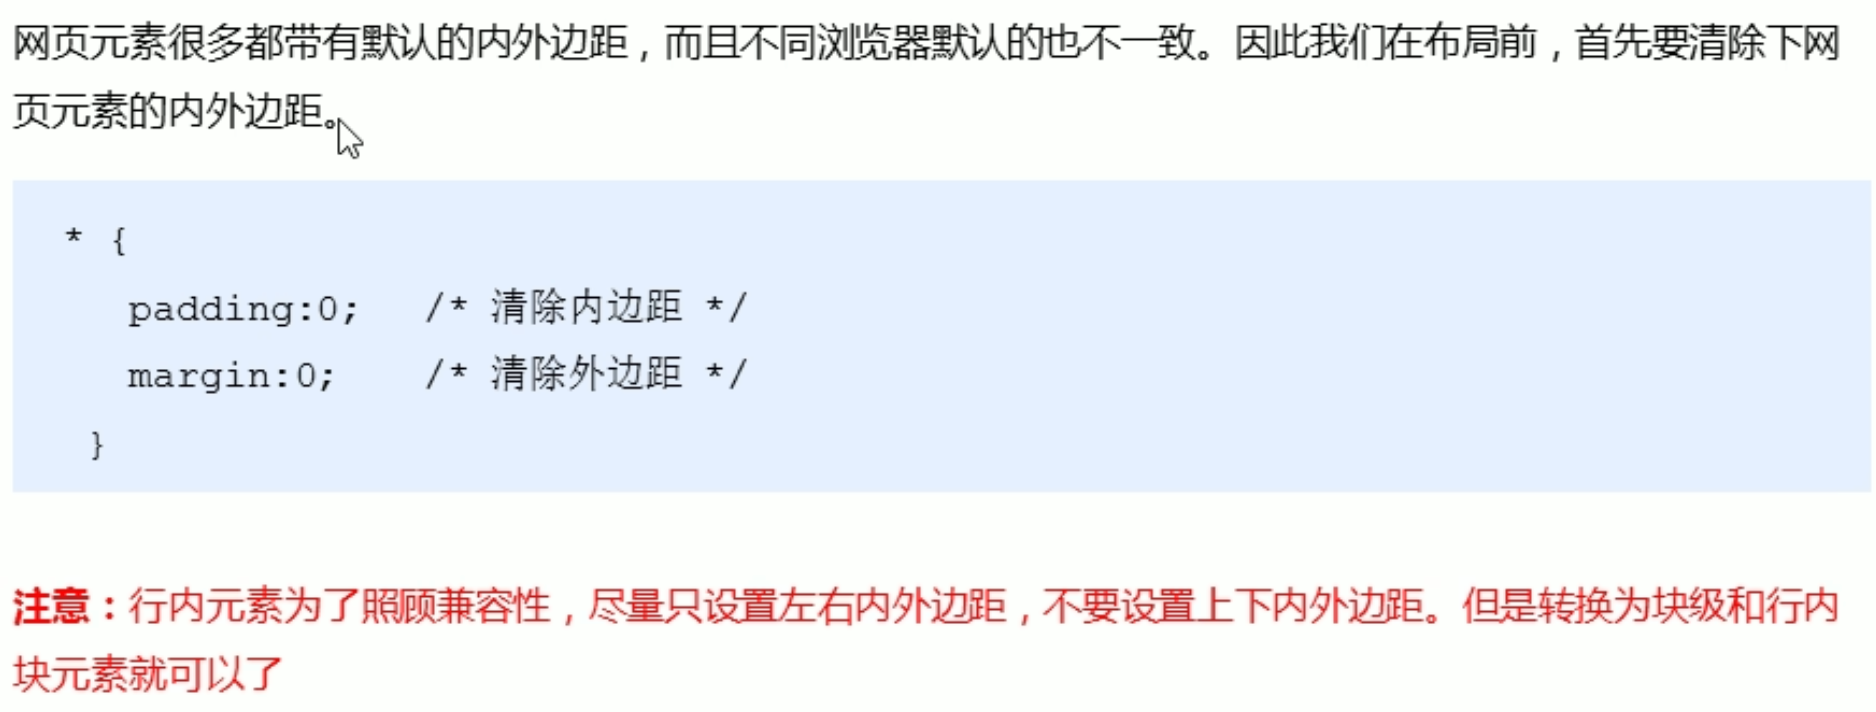 网页元素很多都带有默认的内外边距，而且不同浏览器默认的也不一致。因此我们在布局前，首先要清除下网
页元素的内外边距。
* {
padding:0;   /* 清除内边距 */
margin:0;    /* 清除外边距 */
}
注意：行内元素为了照顾兼容性，尽量只设置左右内外边距，不要设置上下内外边距。但是转换为块级和行内
块元素就可以了